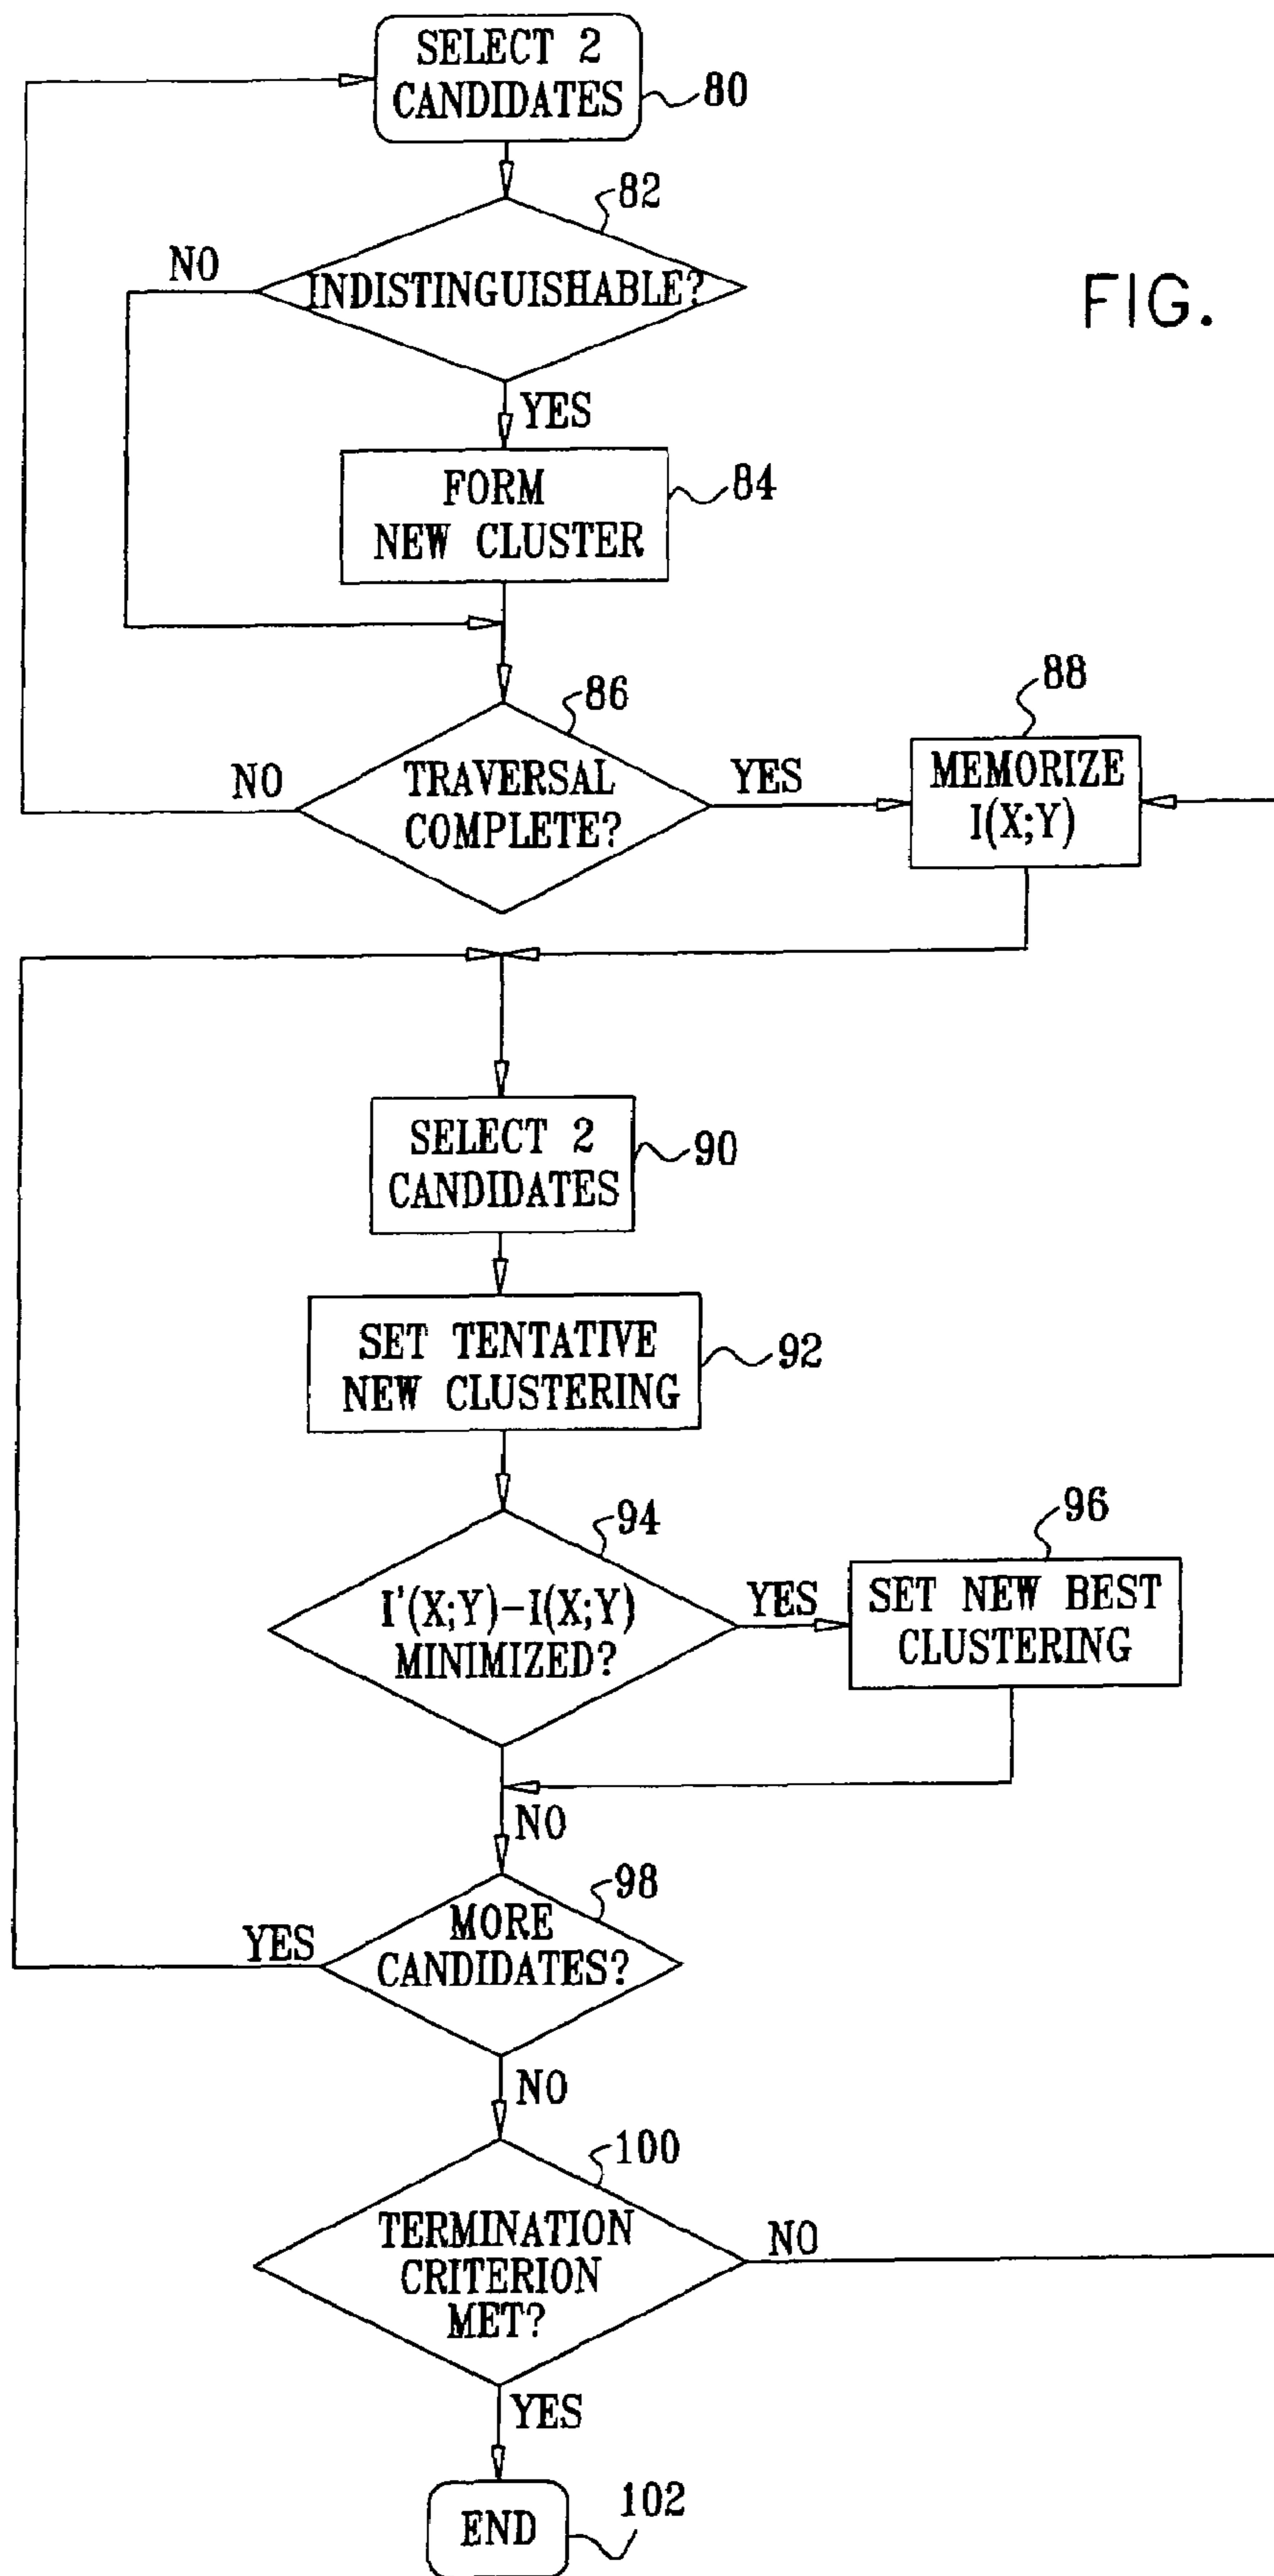 SELECT 2
CANDIDATES
80
82
NO
INDISTINGUISHABLE?
FIG.
YES
FORM
NEW CLUSTER
84
86
88
NO
TRAVERSAL
COMPLETE?
YES
MEMORIZE
I(X;Y)
SELECT 2
CANDIDATES
90
SET TENTATIVE
NEW CLUSTERING
92
94
96
I'(X;Y)-I(X;Y)
MINIMIZED?
YES
SET NEW BEST
CLUSTERING
NO
98
YES
MORE
CANDIDATES?
NO
100
TERMINATION
CRITERION
MET?
NO
YES
END
102